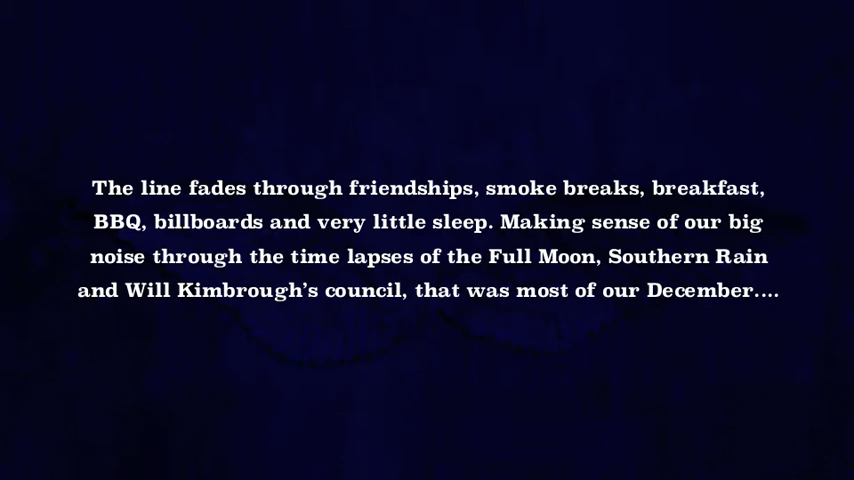 The line fades through friendships, smoke breaks, breakfast,
BBQ, billboards and very little sleep. Making sense of our big
noise through the time lapses of the Full Moon, Southern Rain
and Will Kimbrough’s council, that was most of our December....